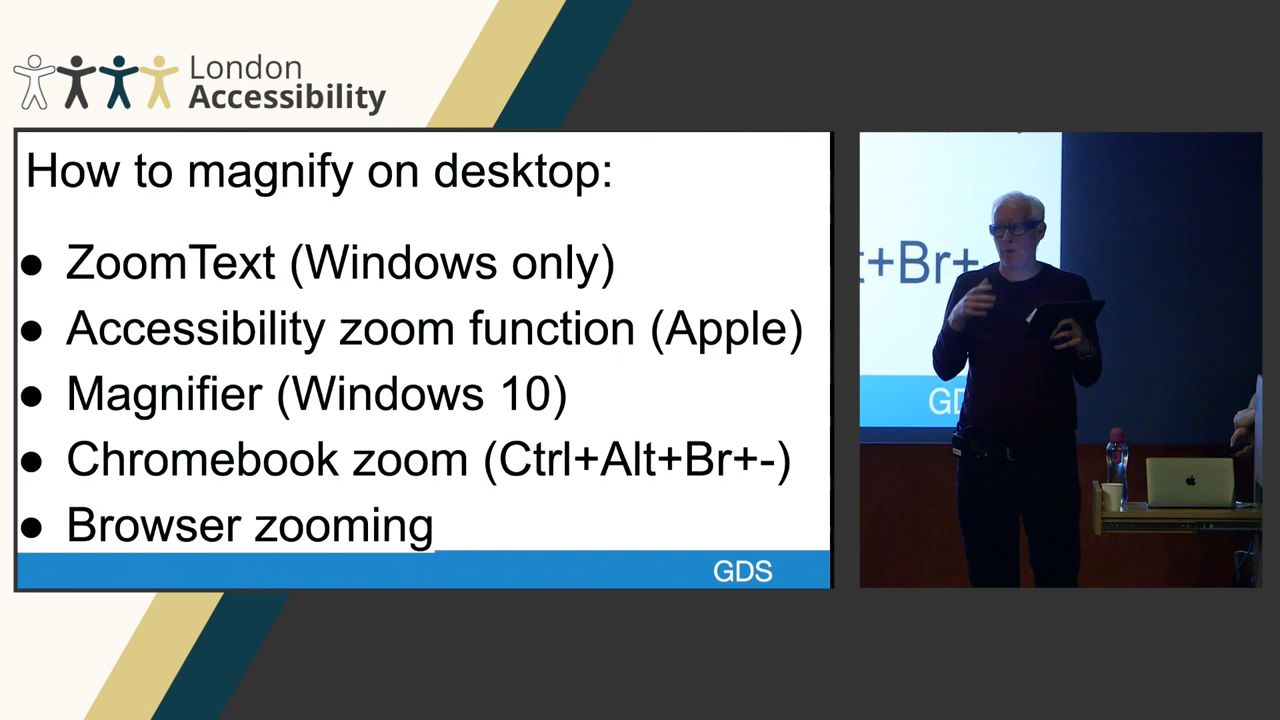 London
Accessibility
How to magnify on desktop:
● ZoomText (Windows only)
● Accessibility zoom function (Apple)
● Magnifier (Windows 10)
● Chromebook zoom (Ctrl+Alt+Br+-)
● Browser zooming
GDS
t+Br+-
GD